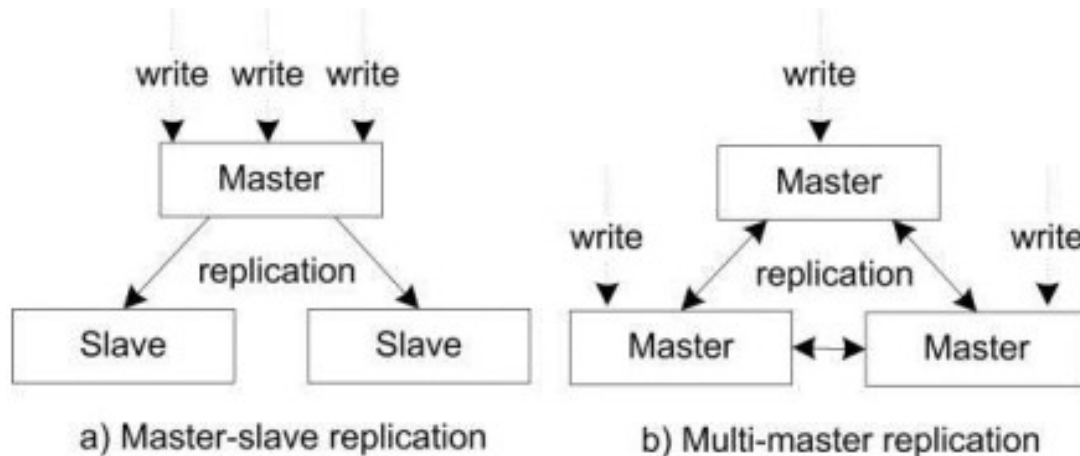 write write write
Master
replication
Slave Slave
a) Master-slave replication
write
Master
write write
replication
Master Master
b) Multi-master replication